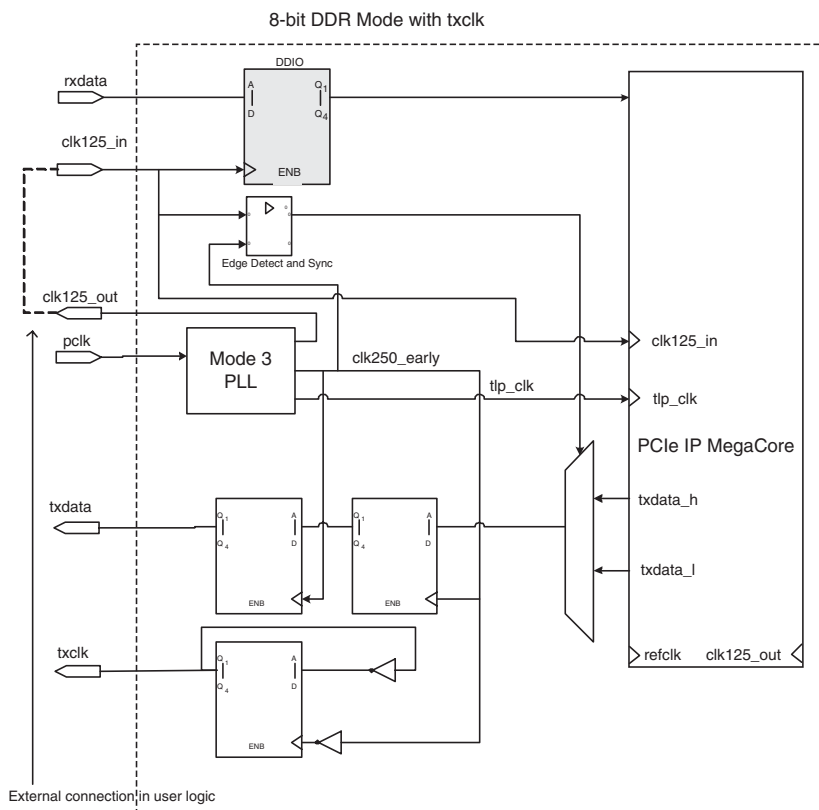 8-bit DDR Mode with txclk
DDIO
rxdata
A
D
Q1
Q4
clk125_in
ENB
Edge Detect and Sync
clk125_out
clk125_in
pclk
Mode 3
PLL
clk250_early
tlp_clk
tlp_clk
PCIe IP MegaCore
txdata
Q1
Q4
A
D
ENB
Q1
Q4
A
D
ENB
txdata_h
txdata_l
txclk
Q1
Q4
A
D
ENB
refclk
clk125_out
External connection in user logic